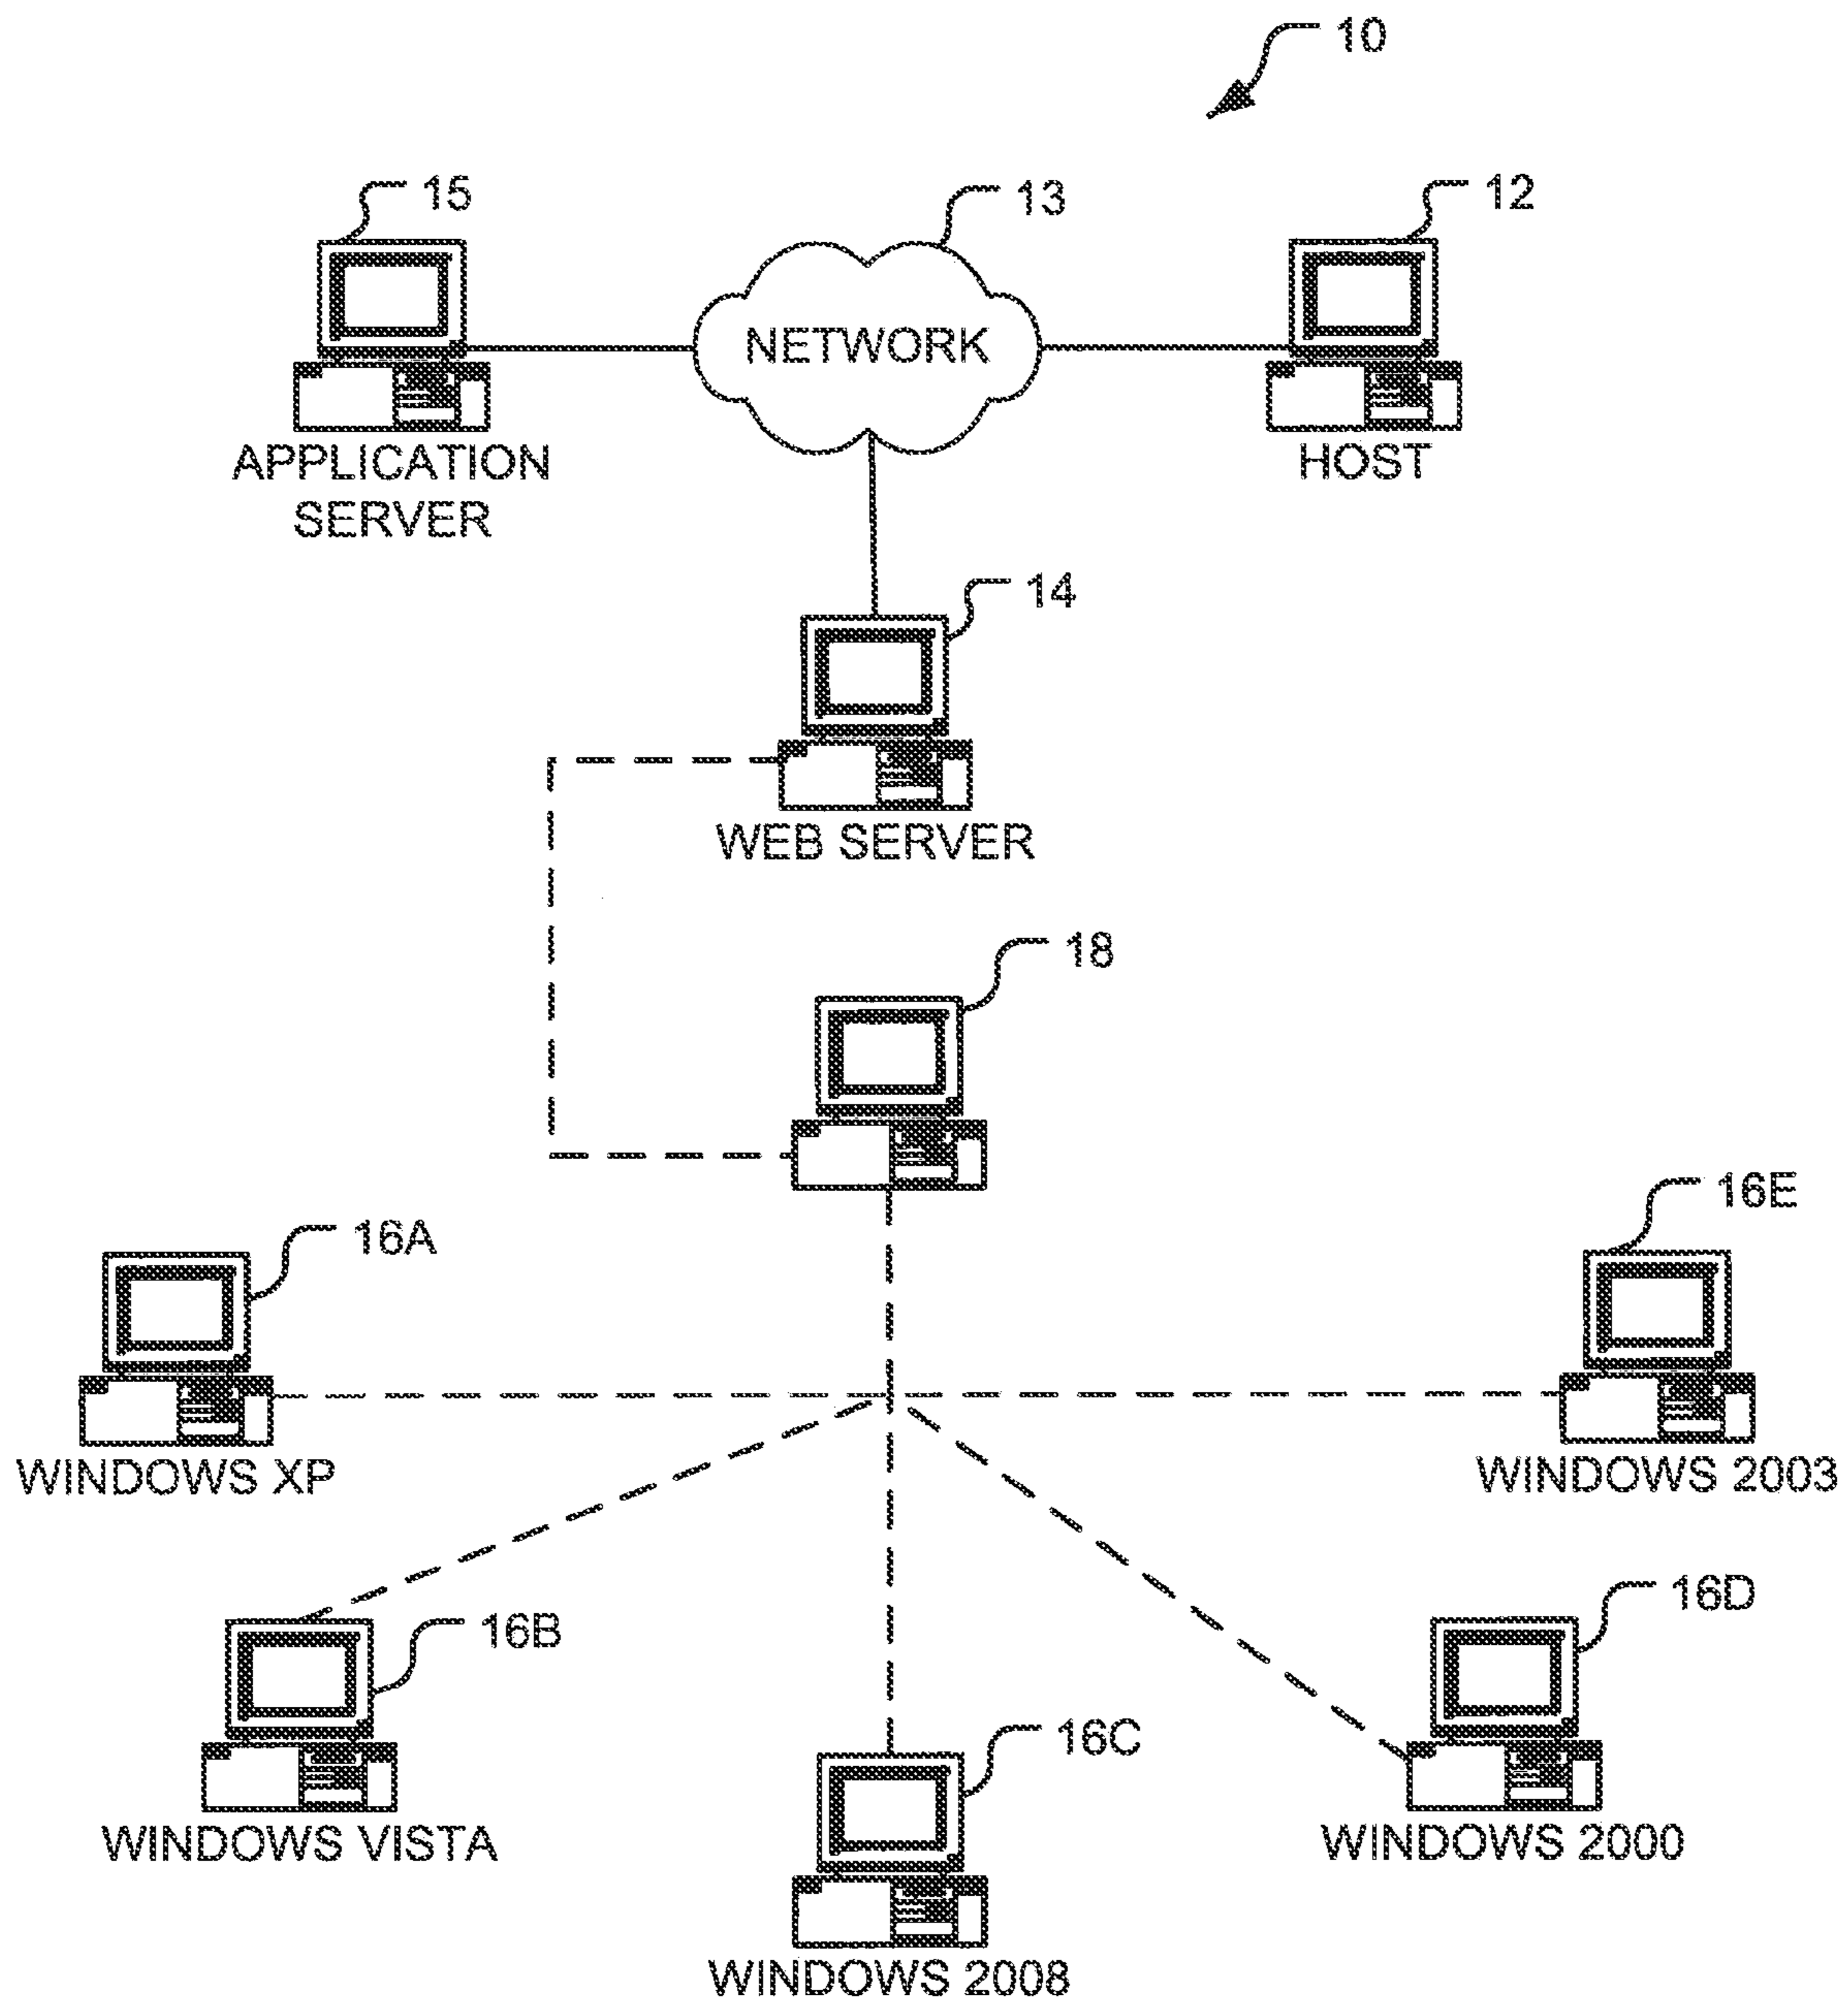 10
15
13
12
NETWORK
APPLICATION
SERVER
HOST
14
WEB SERVER
18
16A
16E
WINDOWS XP
WINDOWS 2003
16B
16D
16C
WINDOWS VISTA
WINDOWS 2000
WINDOWS 2008